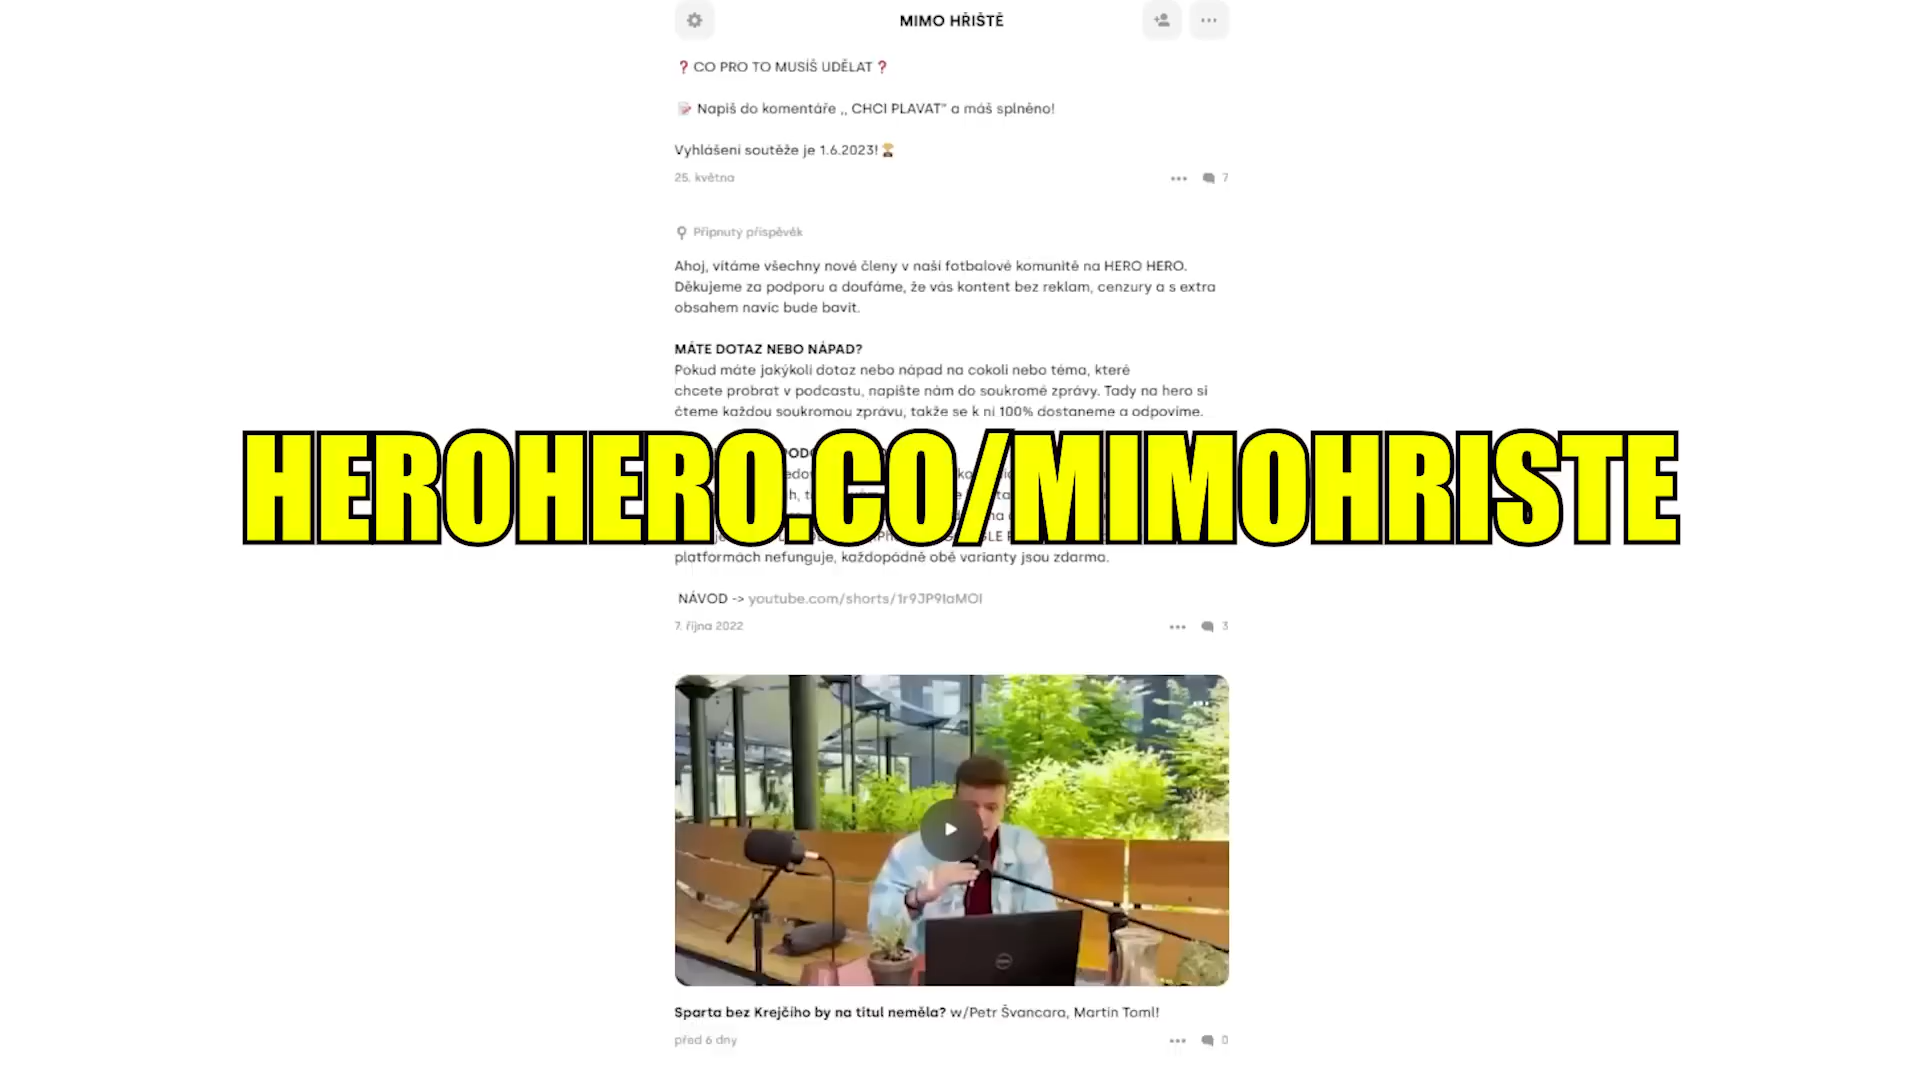 MIMO HŘIŠTĚ
❓ CO PRO TO MUSÍŠ UDĚLAT ❓
📝 Napiš do komentáře ,, CHCI PLAVAT" a máš splněno!
Vyhlášení soutěže je 1.6.2023! 🏆
25. května
7
Připnutý příspěvek
Ahoj, vítáme všechny nové členy v naší fotbalové komunitě na HERO HERO.
Děkujeme za podporu a doufáme, že vás kontent bez reklam, cenzury a s extra
obsahem navíc bude bavit.
MÁTE DOTAZ NEBO NÁPAD?
Pokud máte jakýkoli dotaz nebo nápad na cokoli nebo téma, které
chcete probrat v podcastu, napište nám do soukromé zprávy. Tady na hero si
čteme každou soukromou zprávu, takže se k ní 100% dostaneme a odpovíme.
HEROHERO.CO/MIMOHRISTE
platformách nefunguje, každopádně obě varianty jsou zdarma.
NÁVOD -> youtube.com/shorts/1r9JP9IaMOI
7. října 2022
3
DELL
Sparta bez Krejčího by na titul neměla? w/Petr Švancara, Martin Toml!
před 6 dny
0